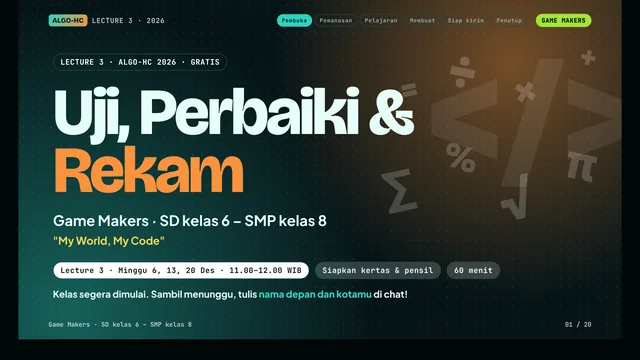 ALGO-HC LECTURE 3 · 2026
Pembuka Pemanasan Pelajaran Membuat Siap kirim Penutup GAME MAKERS
LECTURE 3 · ALGO-HC 2026 · GRATIS
Uji, Perbaiki &
Rekam
Game Makers · SD kelas 6 – SMP kelas 8
"My World, My Code"
Lecture 3 · Minggu 6, 13, 20 Des · 11.00–12.00 WIB Siapkan kertas & pensil 60 menit
Kelas segera dimulai. Sambil menunggu, tulis nama depan dan kotamu di chat!
Game Makers · SD kelas 6 – SMP kelas 8 01 / 20
= ÷ × + </> % π Σ √